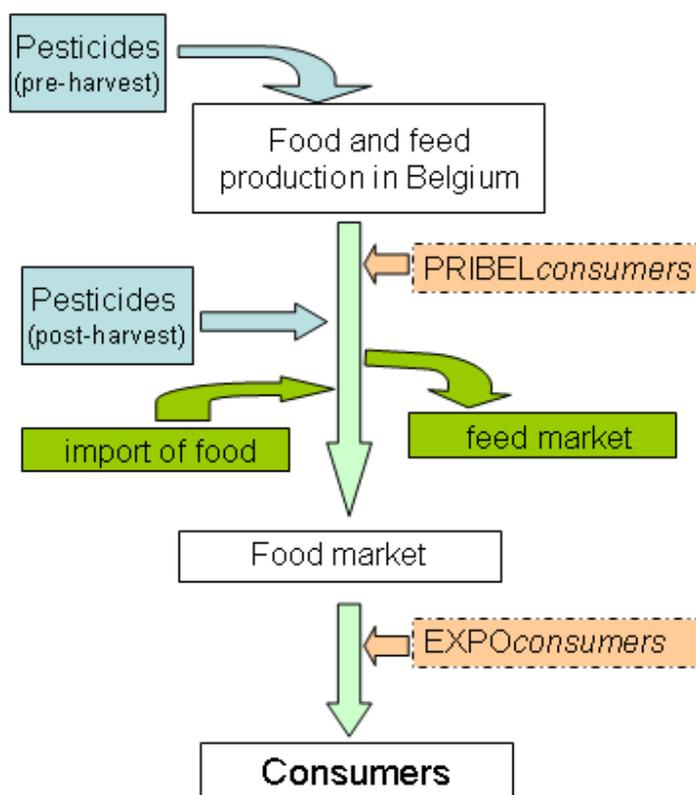 Pesticides
(pre-harvest)
Food and feed
production in Belgium
PRIBELconsumers
Pesticides
(post-harvest)
import of food
feed market
Food market
EXPOconsumers
Consumers